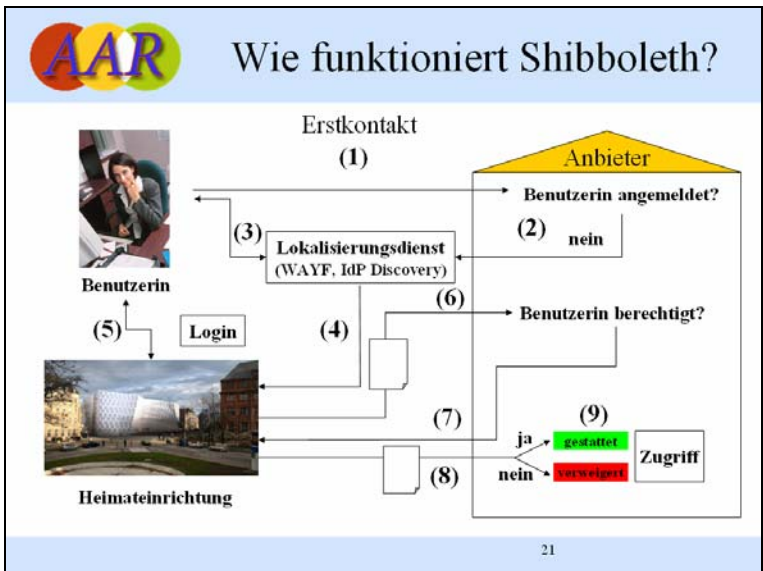 AAR
Wie funktioniert Shibboleth?
Erstkontakt
(1)
Anbieter
Benutzerin angemeldet?
(2)
nein
(3)
Lokalisierungsdienst
(WAYF, IdP Discovery)
Benutzerin
(4)
(5)
Login
(6)
Benutzerin berechtigt?
(7)
(8)
ja
nein
(9)
gestattet
verweigert
Zugriff
Heimateinrichtung
21